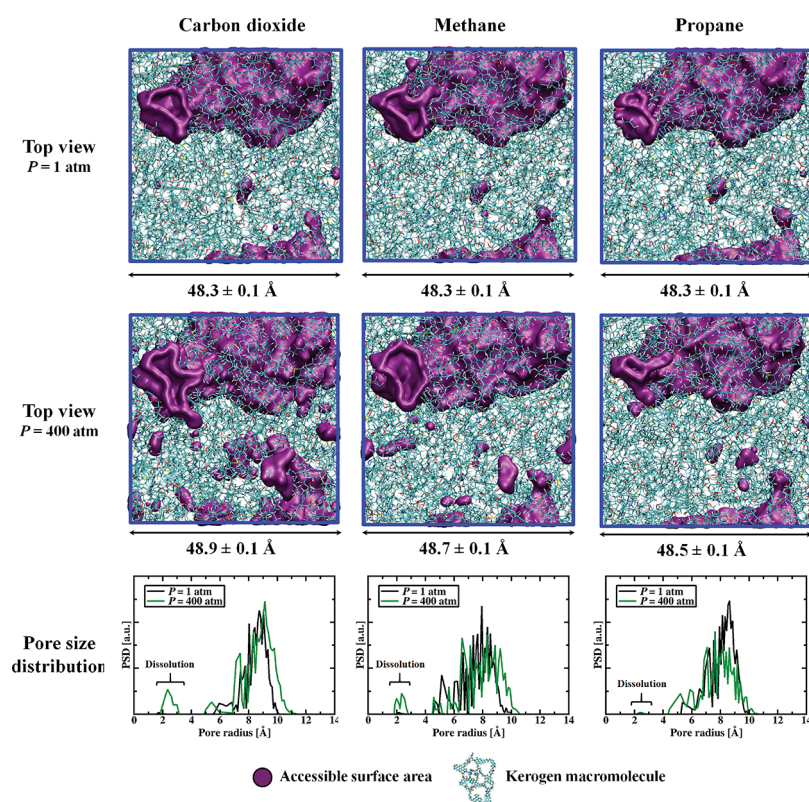 Carbon dioxide
Methane
Propane
Top view
P = 1 atm
48.3 ± 0.1 Å
48.3 ± 0.1 Å
48.3 ± 0.1 Å
Top view
P = 400 atm
48.9 ± 0.1 Å
48.7 ± 0.1 Å
48.5 ± 0.1 Å
Pore size
distribution
PSD [a.u.]
P = 1 atm
P = 400 atm
Dissolution
0 2 4 6 8 10 12 14
Pore radius [Å]
PSD [a.u.]
P = 1 atm
P = 400 atm
Dissolution
0 2 4 6 8 10 12 14
Pore radius [Å]
PSD [a.u.]
P = 1 atm
P = 400 atm
Dissolution
0 2 4 6 8 10 12 14
Pore radius [Å]
Accessible surface area
Kerogen macromolecule